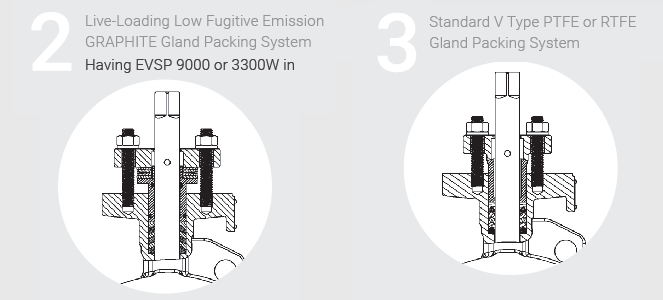 2
Live-Loading Low Fugitive Emission
GRAPHITE Gland Packing System
Having EVSP 9000 or 3300W in
3
Standard V Type PTFE or RTFE
Gland Packing System